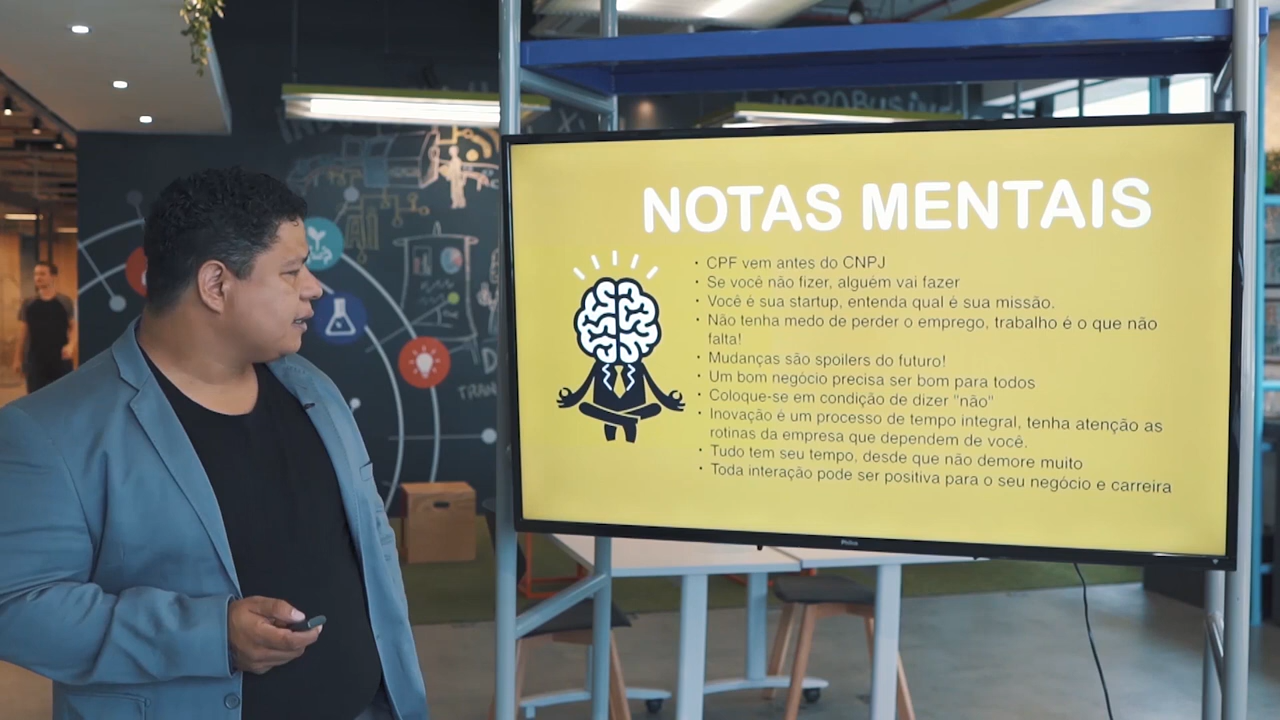 AGROBUSIN
NOTAS MENTAIS
• CPF vem antes do CNPJ
• Se você não fizer, alguém vai fazer
• Você é sua startup, entenda qual é sua missão.
• Não tenha medo de perder o emprego, trabalho é o que não
falta!
• Mudanças são spoilers do futuro!
• Um bom negócio precisa ser bom para todos
• Coloque-se em condição de dizer "não"
• Inovação é um processo de tempo integral, tenha atenção as
rotinas da empresa que dependem de você.
• Tudo tem seu tempo, desde que não demore muito
• Toda interação pode ser positiva para o seu negócio e carreira
Philco